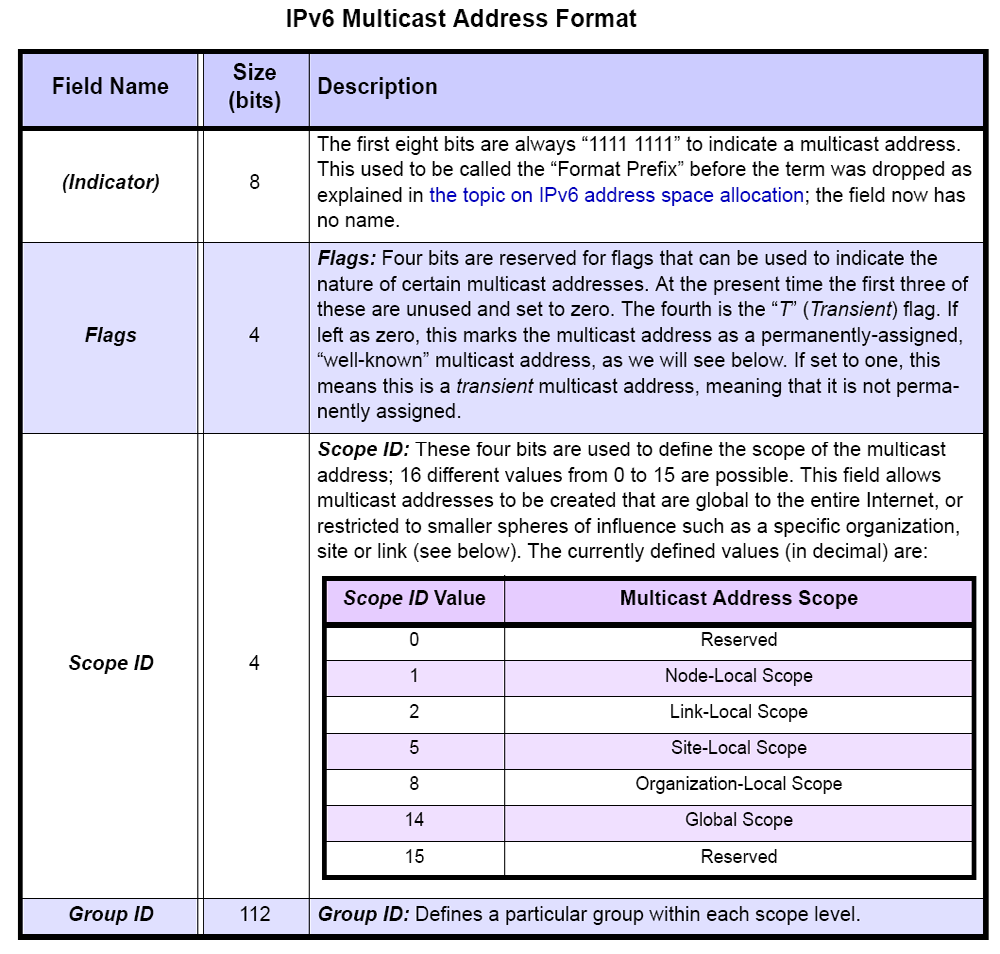 IPv6 Multicast Address Format
Field Name
Size
(bits)
Description
(Indicator)
8
The first eight bits are always “1111 1111” to indicate a multicast address.
This used to be called the “Format Prefix” before the term was dropped as
explained in the topic on IPv6 address space allocation; the field now has
no name.
Flags
4
Flags: Four bits are reserved for flags that can be used to indicate the
nature of certain multicast addresses. At the present time the first three of
these are unused and set to zero. The fourth is the “T” (Transient) flag. If
left as zero, this marks the multicast address as a permanently-assigned,
“well-known” multicast address, as we will see below. If set to one, this
means this is a transient multicast address, meaning that it is not perma-
nently assigned.
Scope ID
4
Scope ID: These four bits are used to define the scope of the multicast
address; 16 different values from 0 to 15 are possible. This field allows
multicast addresses to be created that are global to the entire Internet, or
restricted to smaller spheres of influence such as a specific organization,
site or link (see below). The currently defined values (in decimal) are:
Scope ID Value Multicast Address Scope
0 Reserved
1 Node-Local Scope
2 Link-Local Scope
5 Site-Local Scope
8 Organization-Local Scope
14 Global Scope
15 Reserved
Group ID
112
Group ID: Defines a particular group within each scope level.